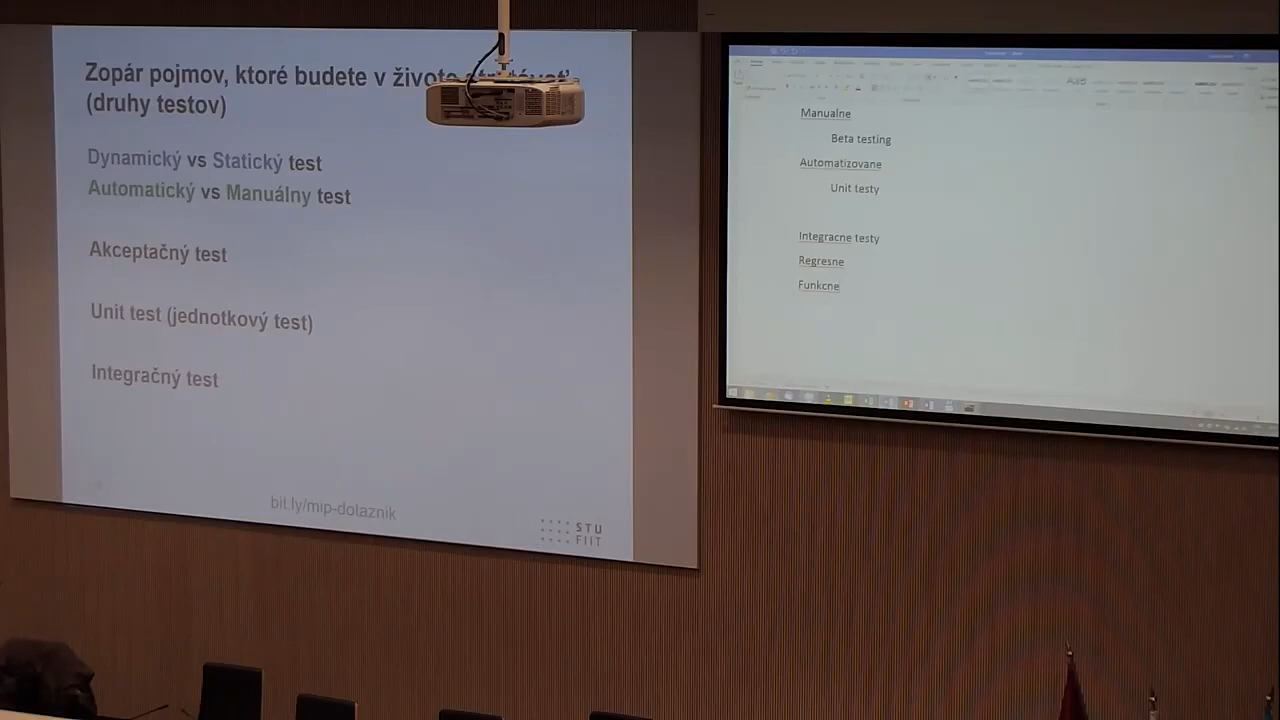 Zopár pojmov, ktoré budete v živote
(druhy testov)
Dynamický vs Statický test
Automatický vs Manuálny test
Akceptačný test
Unit test (jednotkový test)
Integračný test
bit.ly/mip-dolaznik
STU
FIIT
Manualne
Beta testing
Automatizovane
Unit testy
Integracne testy
Regresne
Funkcne